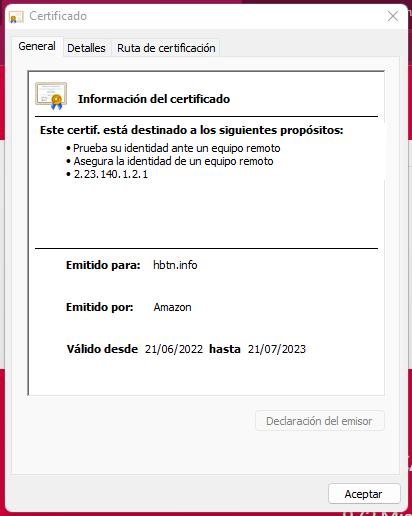 Certificado
General
Detalles
Ruta de certificación
Información del certificado
Este certif. está destinado a los siguientes propósitos:
• Prueba su identidad ante un equipo remoto
• Asegura la identidad de un equipo remoto
• 2.23.140.1.2.1
Emitido para: hbtn.info
Emitido por: Amazon
Válido desde 21/06/2022 hasta 21/07/2023
Declaración del emisor
Aceptar